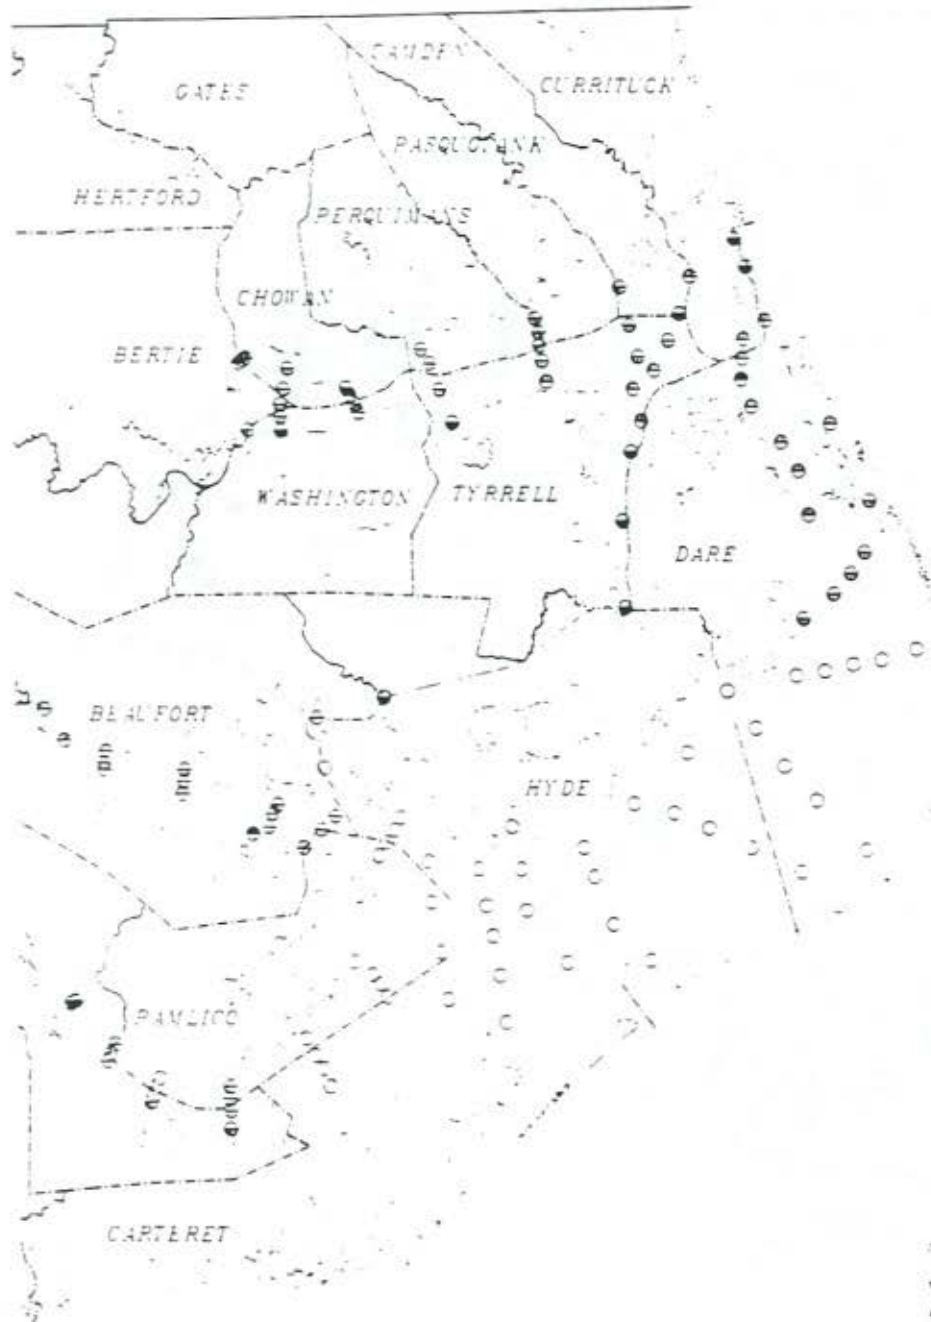 CAMDEN
GATES
CURRITUCK
PASQUOTANK
HERTFORD
PERQUIMANS
CHOWAN
BERTIE
WASHINGTON
TYRRELL
DARE
BEAUFORT
HYDE
PAMLICO
CARTERET